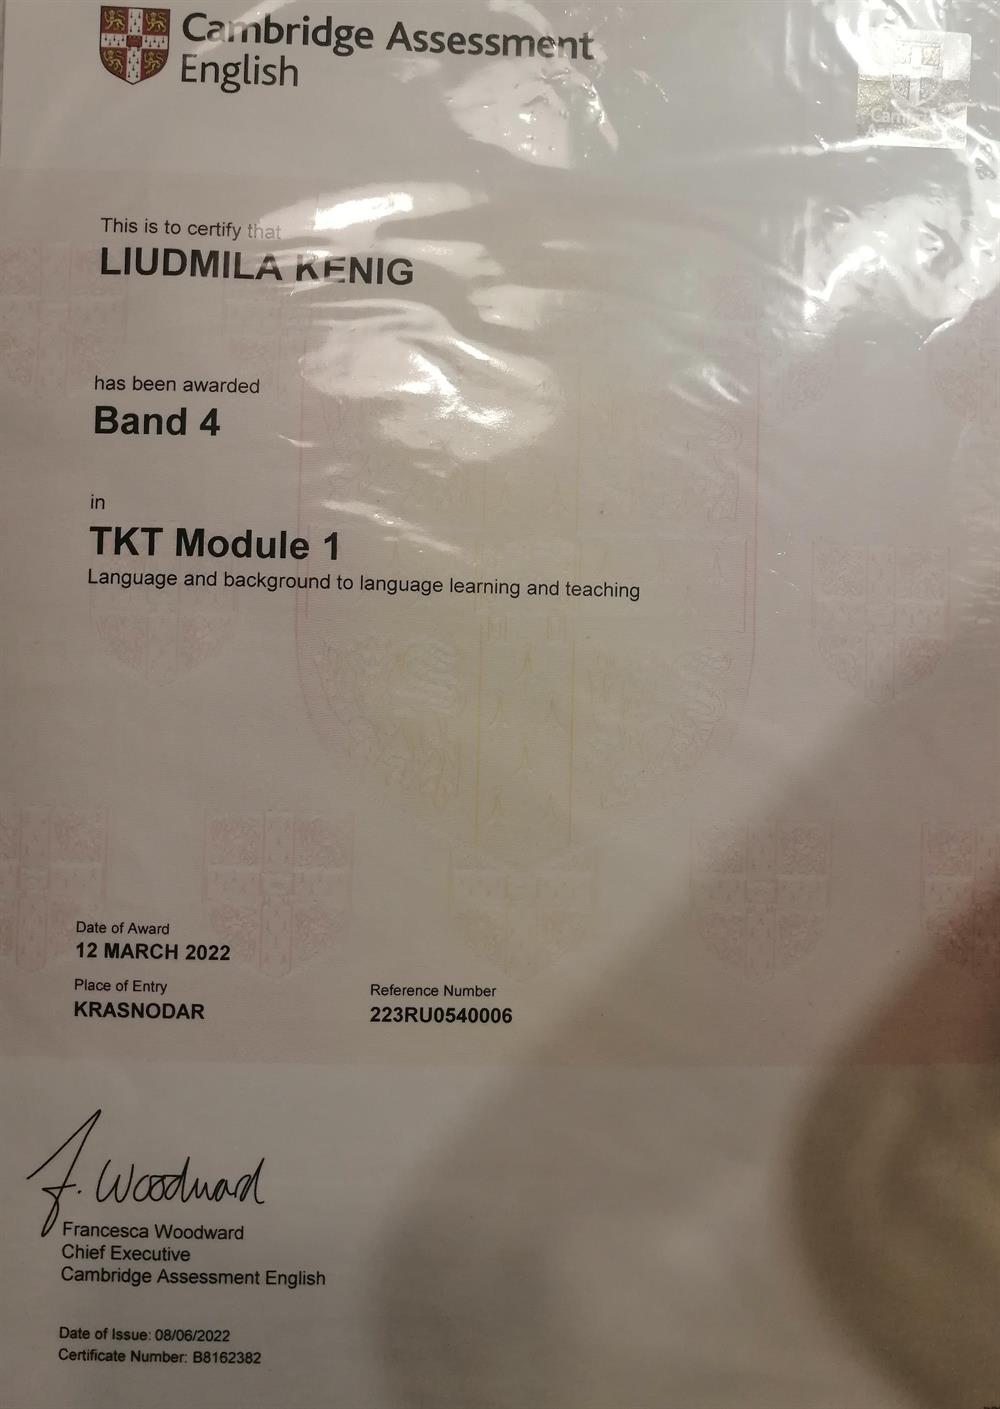 Cambridge Assessment
English
This is to certify that
LIUDMILA KENIG
has been awarded
Band 4
in
TKT Module 1
Language and background to language learning and teaching
Date of Award
12 MARCH 2022
Place of Entry
KRASNODAR
Reference Number
223RU0540006
F. Woodward
Francesca Woodward
Chief Executive
Cambridge Assessment English
Date of Issue: 08/06/2022
Certificate Number: B8162382